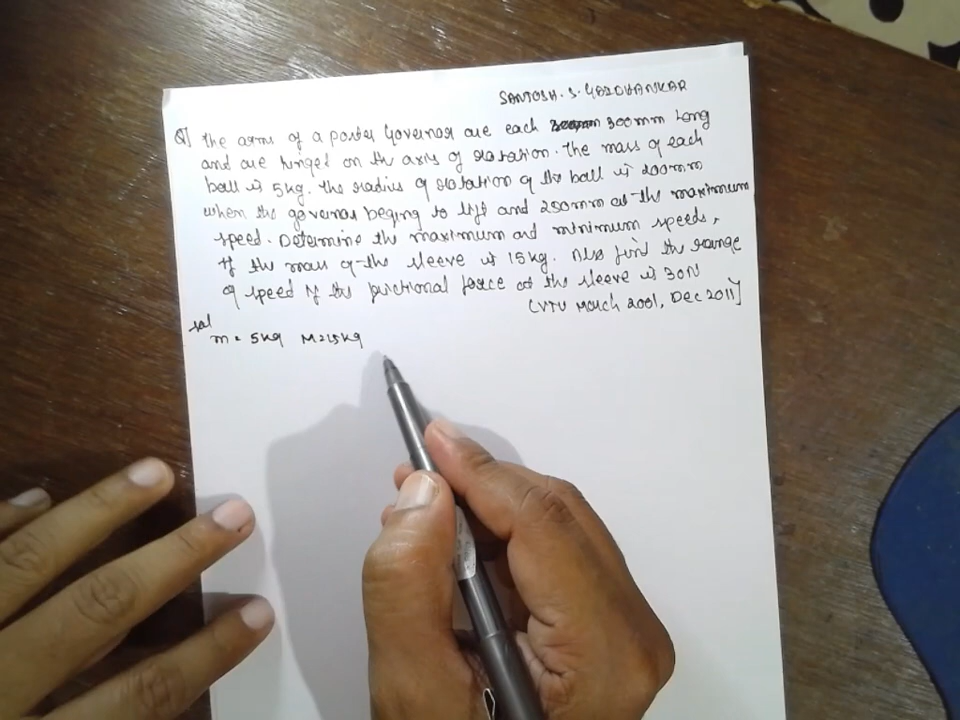 SANTOSH.S.GAIDHANKAR
Q] The arms of a porter Governor are each 300mm Long
and are hinged on the axis of rotation. The mass of each
ball is 5kg. The radius of rotation of the ball is 200mm
when the governor begins to lift and 250mm at the maximum
speed. Determine the maximum and minimum speeds,
If the mass of the sleeve is 15kg. Also find the range
of speed if the frictional force at the sleeve is 30N
[VTU March 2001, Dec 2011]
sol
m = 5kg M=15kg